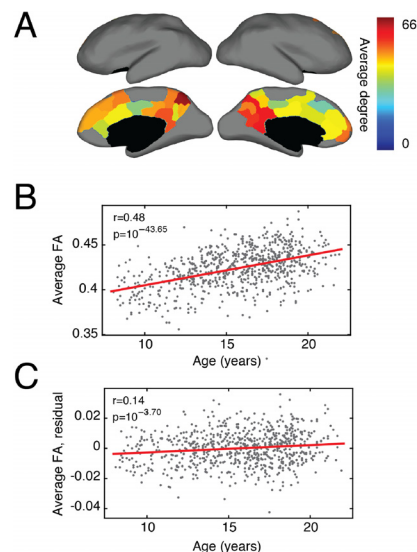 A
66
Average degree
0
B
r=0.48
p=10^-43.65
Average FA
0.45
0.4
0.35
10
15
20
Age (years)
C
r=0.14
p=10^-3.70
Average FA, residual
0.02
0
-0.02
-0.04
10
15
20
Age (years)